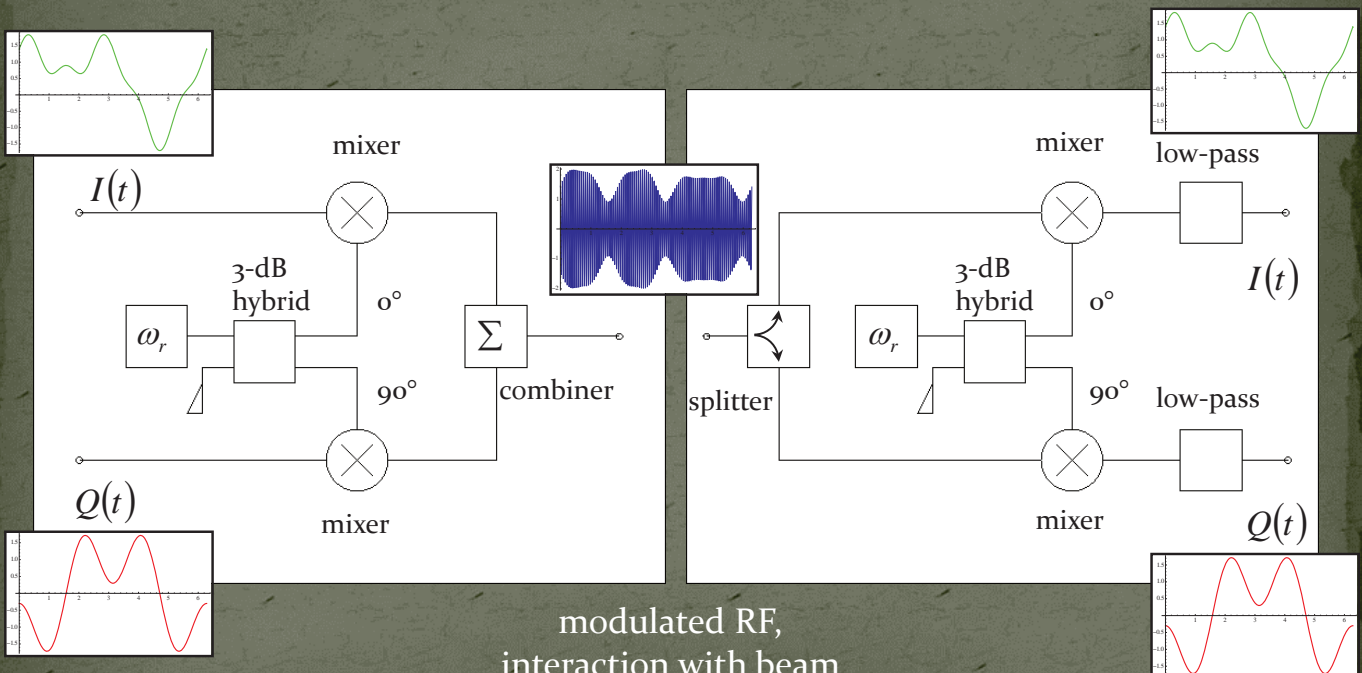 mixer
I(t)
3-dB
hybrid
0°
ω_r
Σ
90°
combiner
Q(t)
mixer
mixer
low-pass
I(t)
3-dB
hybrid
0°
ω_r
splitter
90°
low-pass
mixer
Q(t)
modulated RF,
interaction with beam